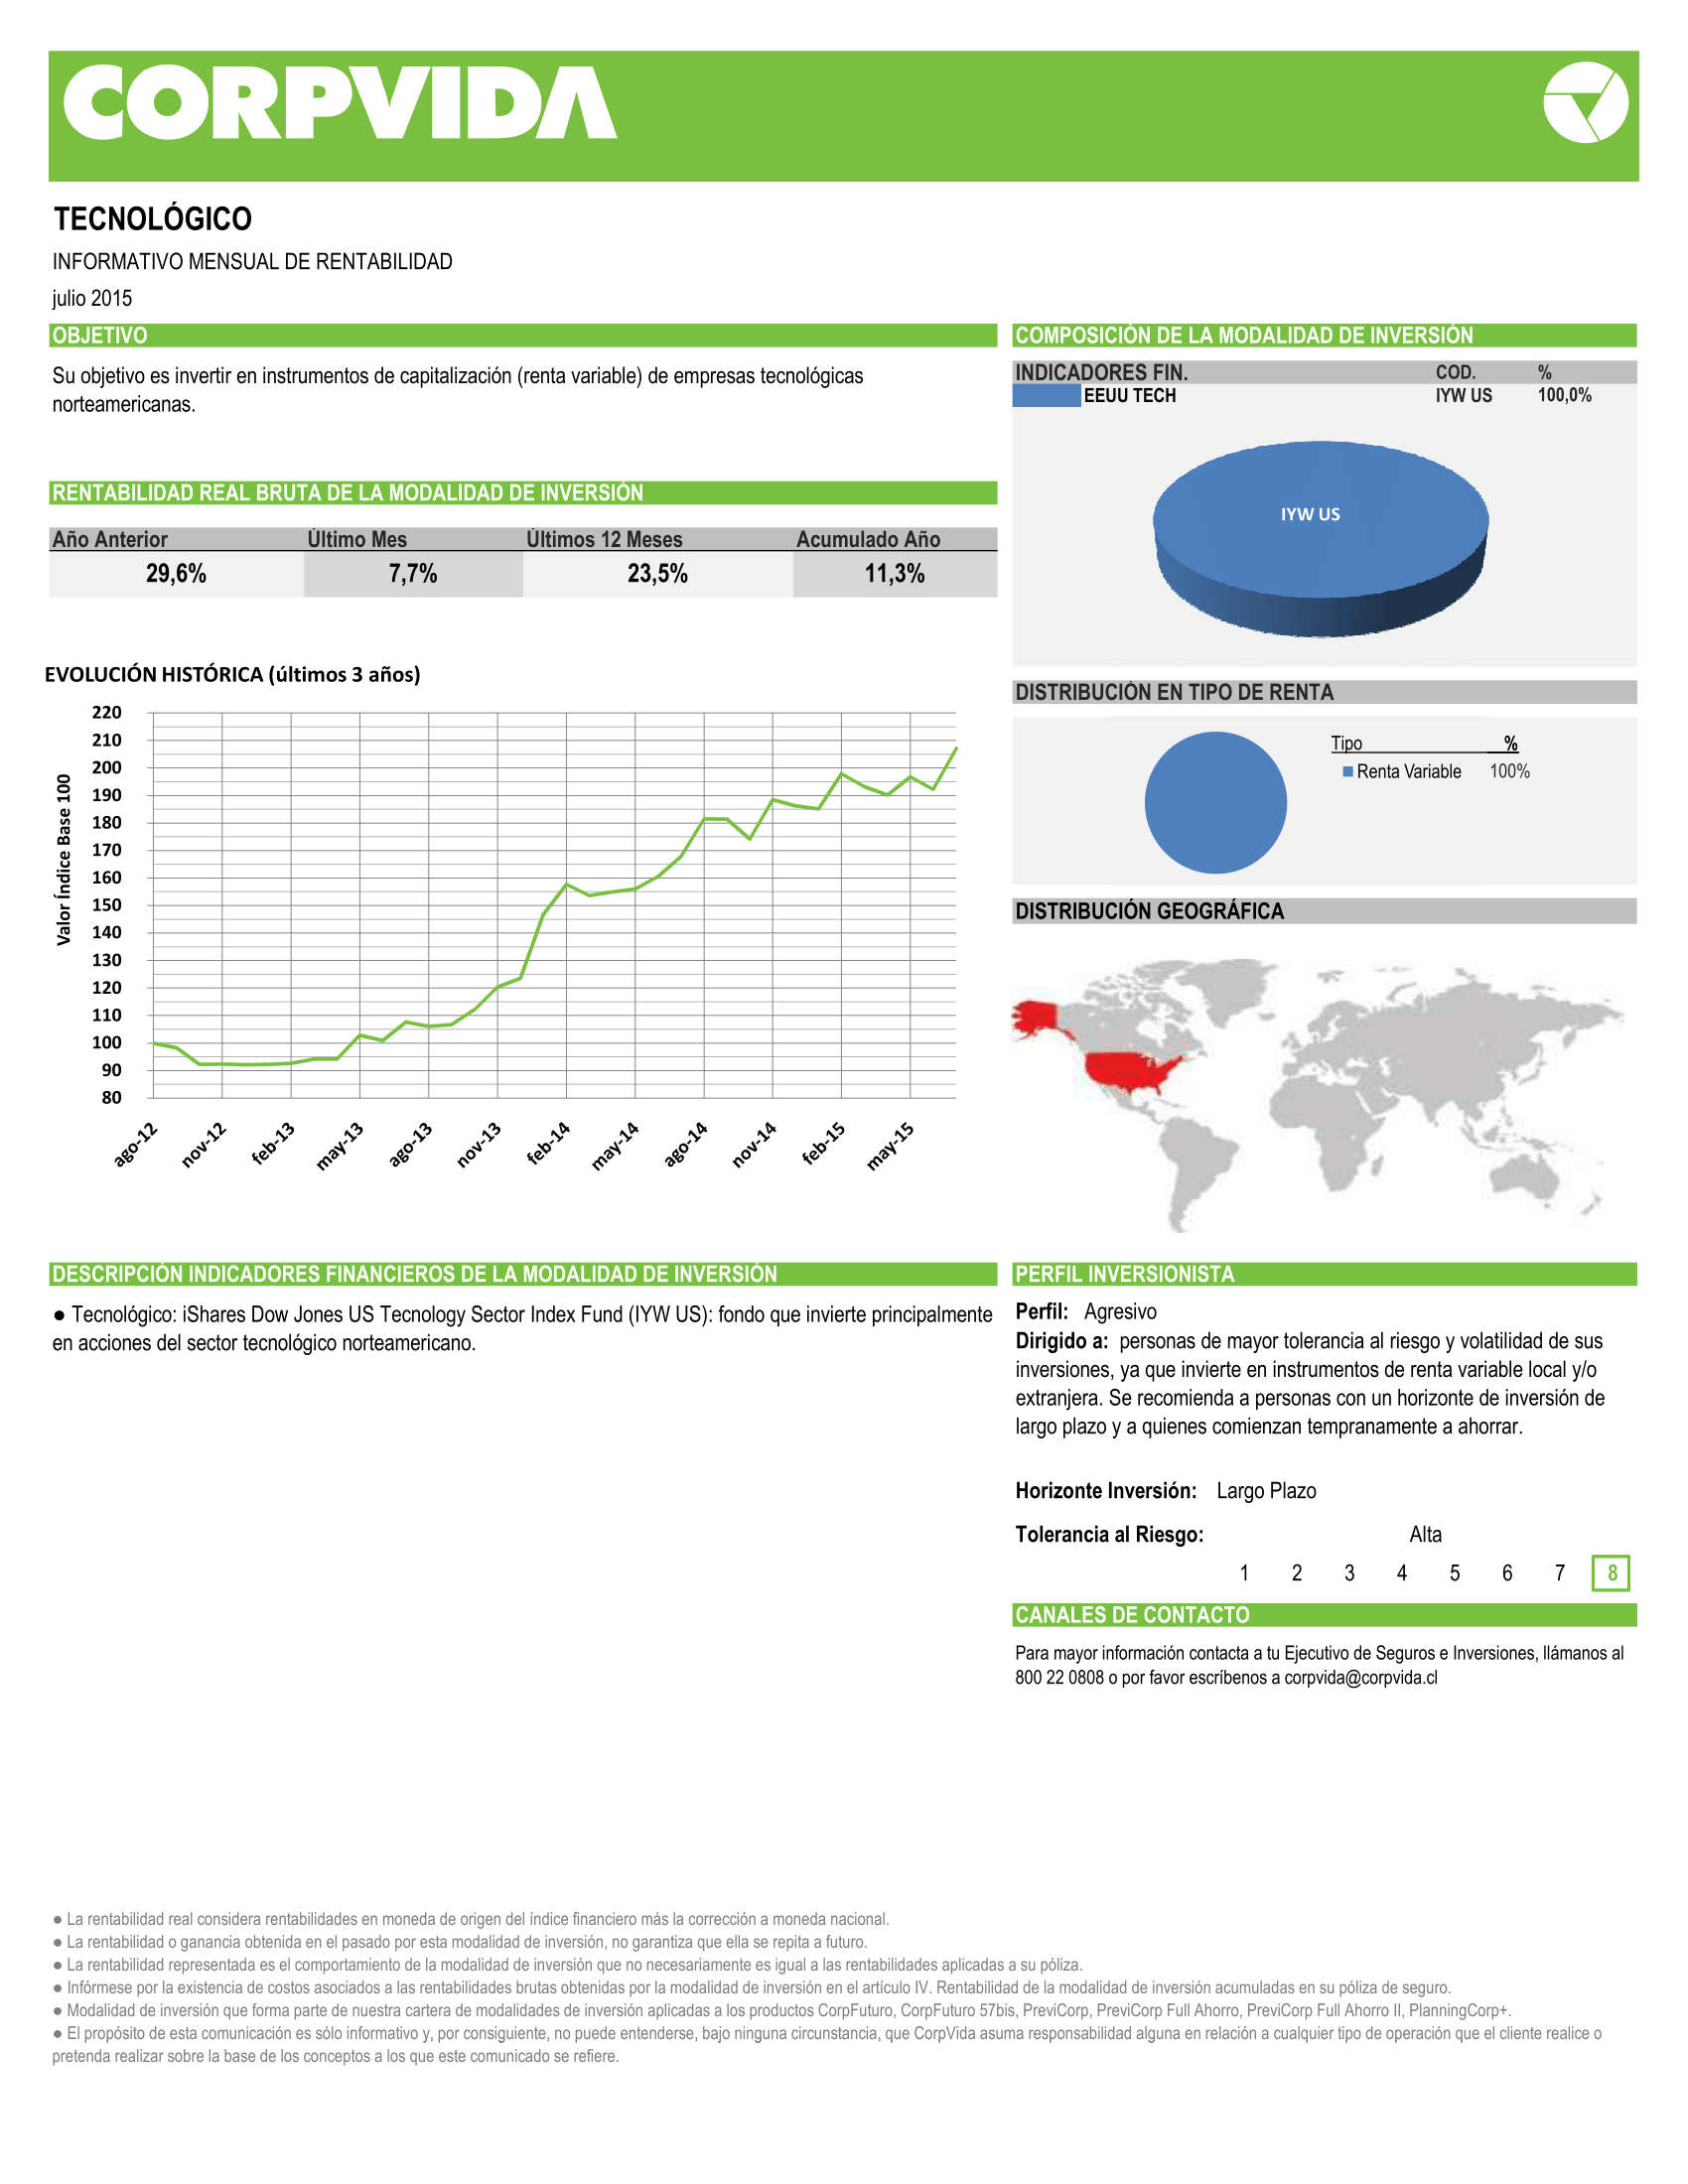 CORPVIDA
TECNOLÓGICO
INFORMATIVO MENSUAL DE RENTABILIDAD
julio 2015
OBJETIVO
Su objetivo es invertir en instrumentos de capitalización (renta variable) de empresas tecnológicas
norteamericanas.
RENTABILIDAD REAL BRUTA DE LA MODALIDAD DE INVERSIÓN
Año Anterior Último Mes Últimos 12 Meses Acumulado Año
29,6% 7,7% 23,5% 11,3%
EVOLUCIÓN HISTÓRICA (últimos 3 años)
Valor Índice Base 100
220
210
200
190
180
170
160
150
140
130
120
110
100
90
80
ago-12 nov-12 feb-13 may-13 ago-13 nov-13 feb-14 may-14 ago-14 nov-14 feb-15 may-15
COMPOSICIÓN DE LA MODALIDAD DE INVERSIÓN
INDICADORES FIN. COD. %
EEUU TECH IYW US 100,0%
IYW US
DISTRIBUCIÓN EN TIPO DE RENTA
Tipo %
Renta Variable 100%
DISTRIBUCIÓN GEOGRÁFICA
DESCRIPCIÓN INDICADORES FINANCIEROS DE LA MODALIDAD DE INVERSIÓN
● Tecnológico: iShares Dow Jones US Tecnology Sector Index Fund (IYW US): fondo que invierte principalmente
en acciones del sector tecnológico norteamericano.
PERFIL INVERSIONISTA
Perfil: Agresivo
Dirigido a: personas de mayor tolerancia al riesgo y volatilidad de sus
inversiones, ya que invierte en instrumentos de renta variable local y/o
extranjera. Se recomienda a personas con un horizonte de inversión de
largo plazo y a quienes comienzan tempranamente a ahorrar.
Horizonte Inversión: Largo Plazo
Tolerancia al Riesgo: Alta
1 2 3 4 5 6 7 8
CANALES DE CONTACTO
Para mayor información contacta a tu Ejecutivo de Seguros e Inversiones, llámanos al
800 22 0808 o por favor escríbenos a corpvida@corpvida.cl
● La rentabilidad real considera rentabilidades en moneda de origen del índice financiero más la corrección a moneda nacional.
● La rentabilidad o ganancia obtenida en el pasado por esta modalidad de inversión, no garantiza que ella se repita a futuro.
● La rentabilidad representada es el comportamiento de la modalidad de inversión que no necesariamente es igual a las rentabilidades aplicadas a su póliza.
● Infórmese por la existencia de costos asociados a las rentabilidades brutas obtenidas por la modalidad de inversión en el artículo IV. Rentabilidad de la modalidad de inversión acumuladas en su póliza de seguro.
● Modalidad de inversión que forma parte de nuestra cartera de modalidades de inversión aplicadas a los productos CorpFuturo, CorpFuturo 57bis, PreviCorp, PreviCorp Full Ahorro, PreviCorp Full Ahorro II, PlanningCorp+.
● El propósito de esta comunicación es sólo informativo y, por consiguiente, no puede entenderse, bajo ninguna circunstancia, que CorpVida asuma responsabilidad alguna en relación a cualquier tipo de operación que el cliente realice o
pretenda realizar sobre la base de los conceptos a los que este comunicado se refiere.